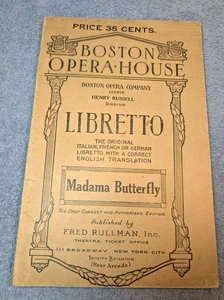 PRICE 35 CENTS.
BOSTON
OPERA-HOUSE
BOSTON OPERA COMPANY
LESSEE
HENRY RUSSELL
DIRECTOR
LIBRETTO
THE ORIGINAL
ITALIAN, FRENCH OR GERMAN
LIBRETTO, WITH A CORRECT
ENGLISH TRANSLATION
Madama Butterfly
THE ONLY CORRECT AND AUTHORIZED EDITION
Published by
FRED RULLMAN, Inc.
THEATRE TICKET OFFICE
111 BROADWAY NEW YORK CITY
TRINITY BUILDING
(Rear Arcade)